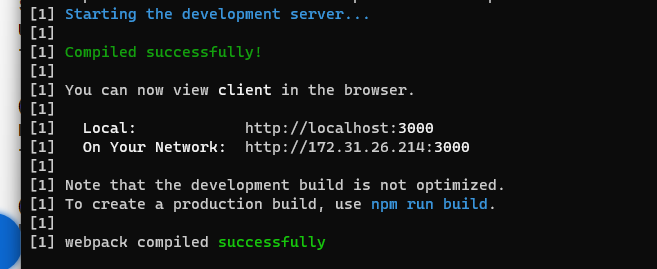 [1] Starting the development server...
[1]
[1] Compiled successfully!
[1]
[1] You can now view client in the browser.
[1]
[1]   Local:            http://localhost:3000
[1]   On Your Network:  http://172.31.26.214:3000
[1]
[1] Note that the development build is not optimized.
[1] To create a production build, use npm run build.
[1]
[1] webpack compiled successfully